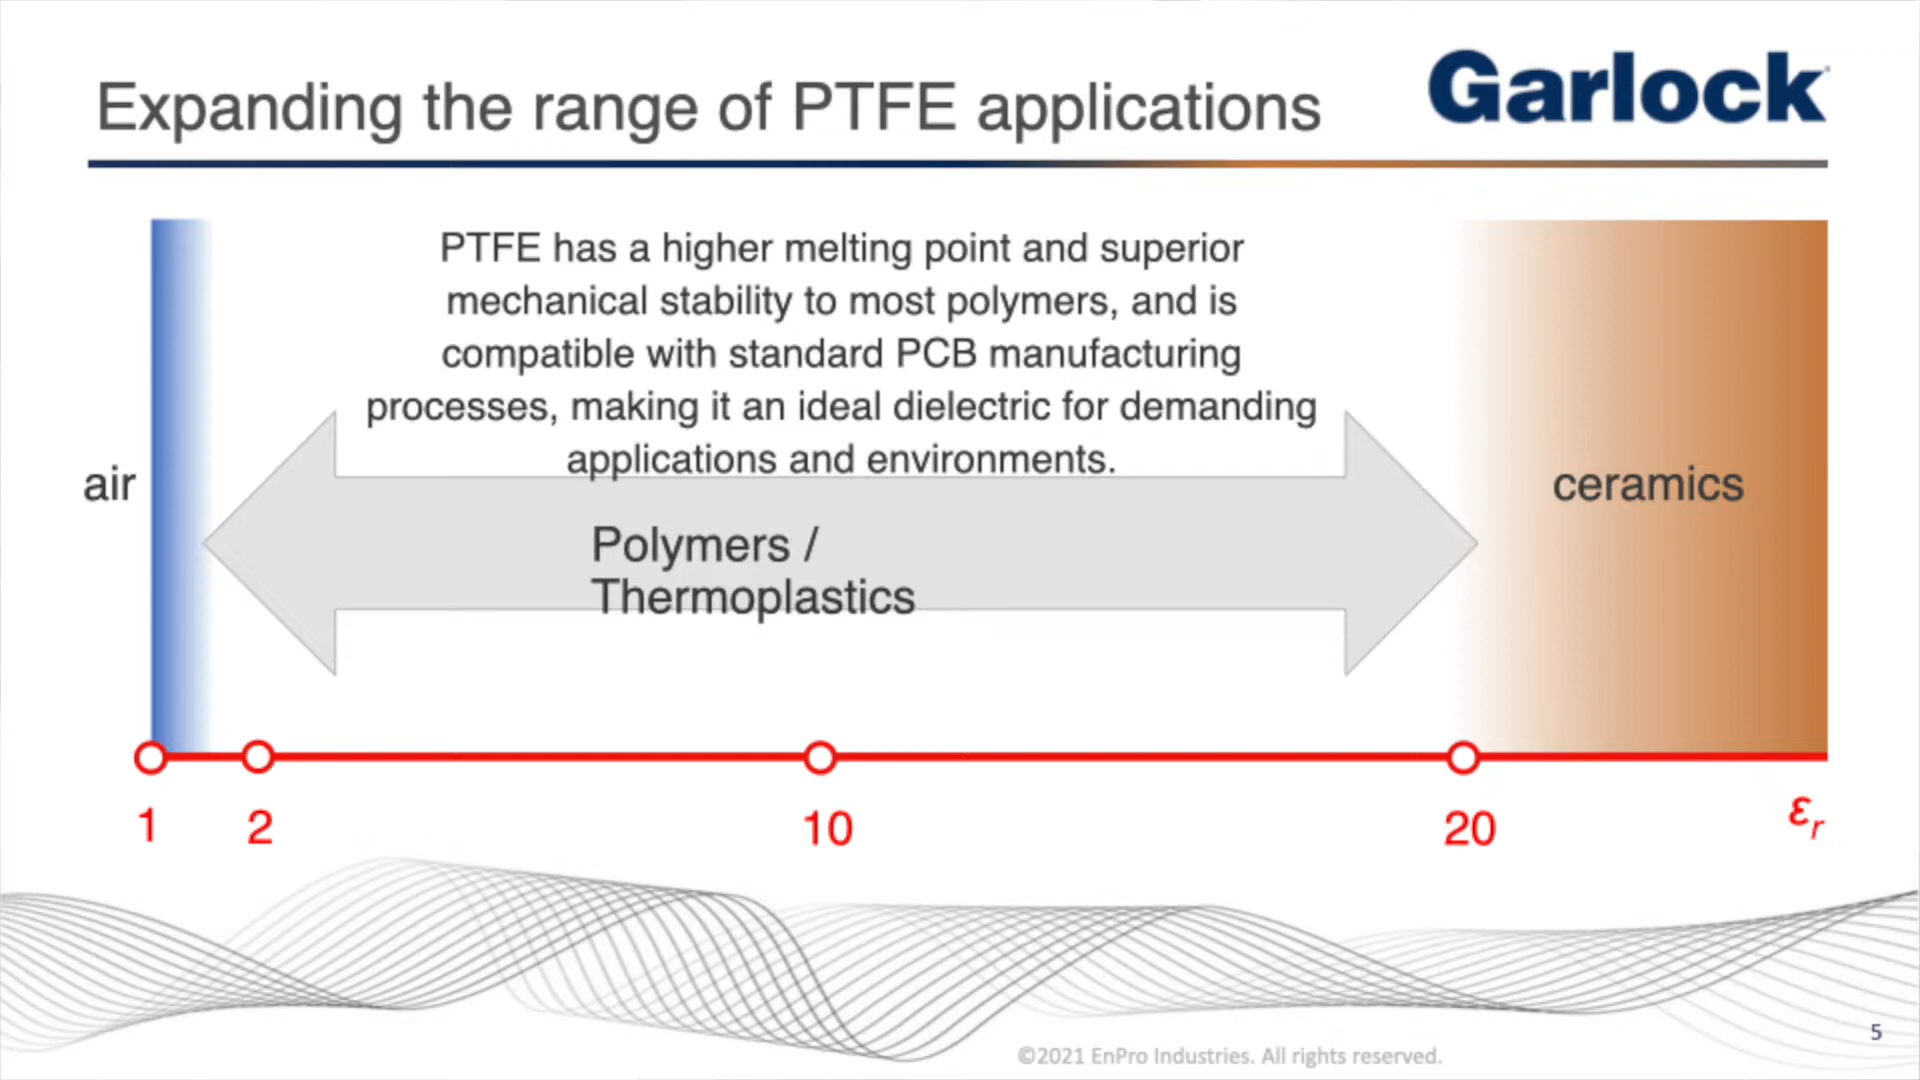 Expanding the range of PTFE applications
Garlock
PTFE has a higher melting point and superior
mechanical stability to most polymers, and is
compatible with standard PCB manufacturing
processes, making it an ideal dielectric for demanding
applications and environments.
air
ceramics
Polymers /
Thermoplastics
1 2 10 20 εr
5
©2021 EnPro Industries. All rights reserved.